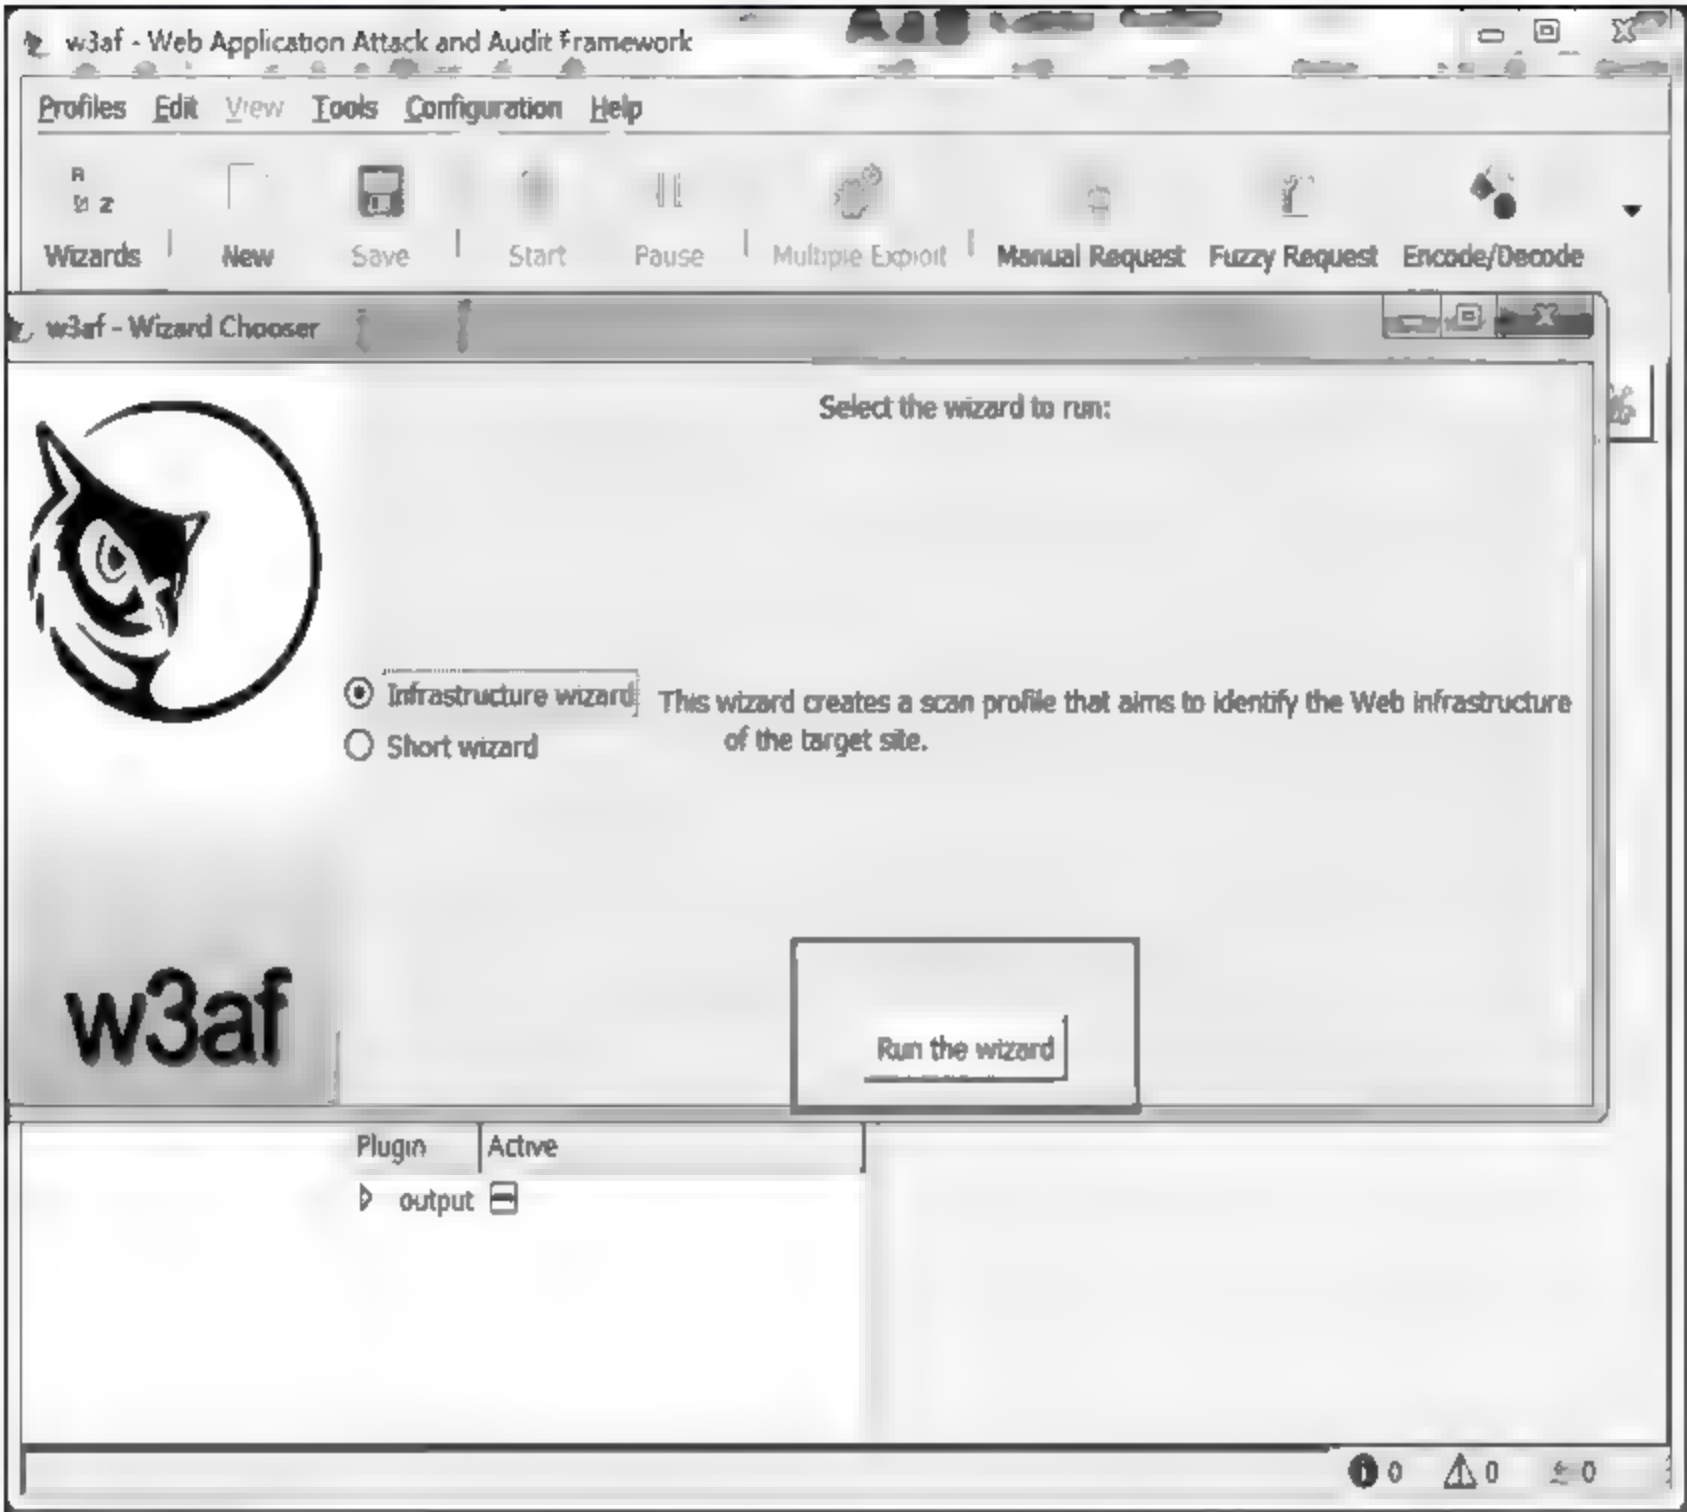 w3af - Web Application Attack and Audit Framework
Profiles Edit View Tools Configuration Help
Wizards New Save Start Pause Multiple Exploit Manual Request Fuzzy Request Encode/Decode
w3af - Wizard Chooser
Select the wizard to run:
Infrastructure wizard This wizard creates a scan profile that aims to identify the Web infrastructure
of the target site.
Short wizard
w3af
Run the wizard
Plugin Active
output
0 0 0